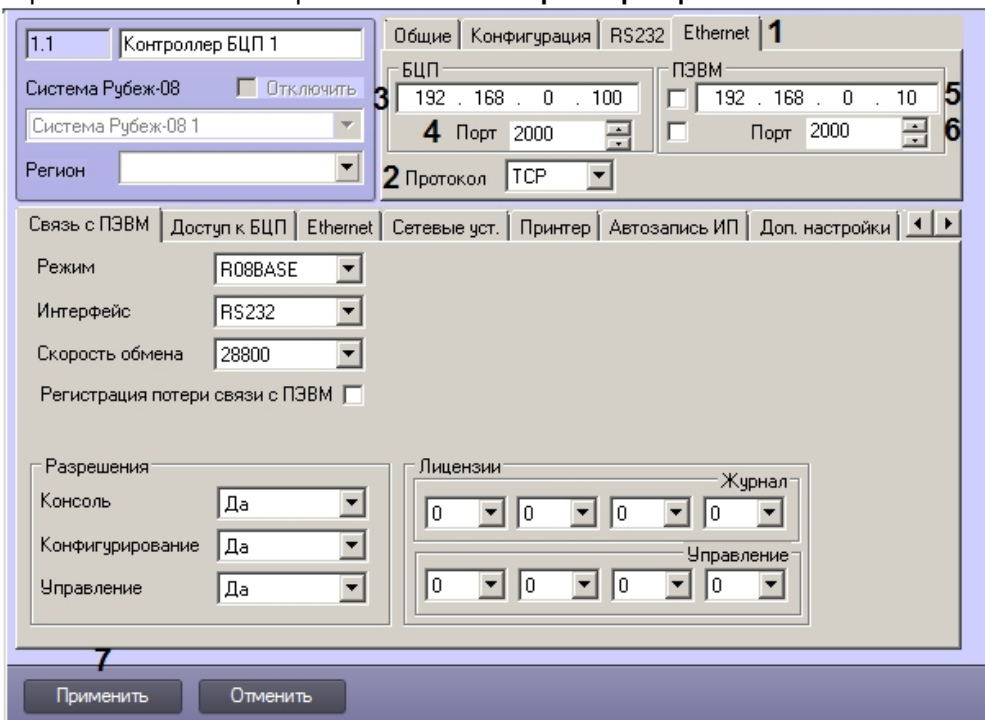 1.1 Контроллер БЦП 1
Общие Конфигурация RS232 Ethernet 1
Система Рубеж-08 Отключить
Система Рубеж-08 1
Регион
БЦП
3 192 . 168 . 0 . 100
4 Порт 2000
ПЭВМ
192 . 168 . 0 . 10 5
Порт 2000 6
2 Протокол TCP
Связь с ПЭВМ Доступ к БЦП Ethernet Сетевые уст. Принтер Автозапись ИП Доп. настройки
Режим R08BASE
Интерфейс RS232
Скорость обмена 28800
Регистрация потери связи с ПЭВМ
Разрешения
Консоль Да
Конфигурирование Да
Управление Да
Лицензии
Журнал
0 0 0 0
Управление
0 0 0 0
7
Применить Отменить